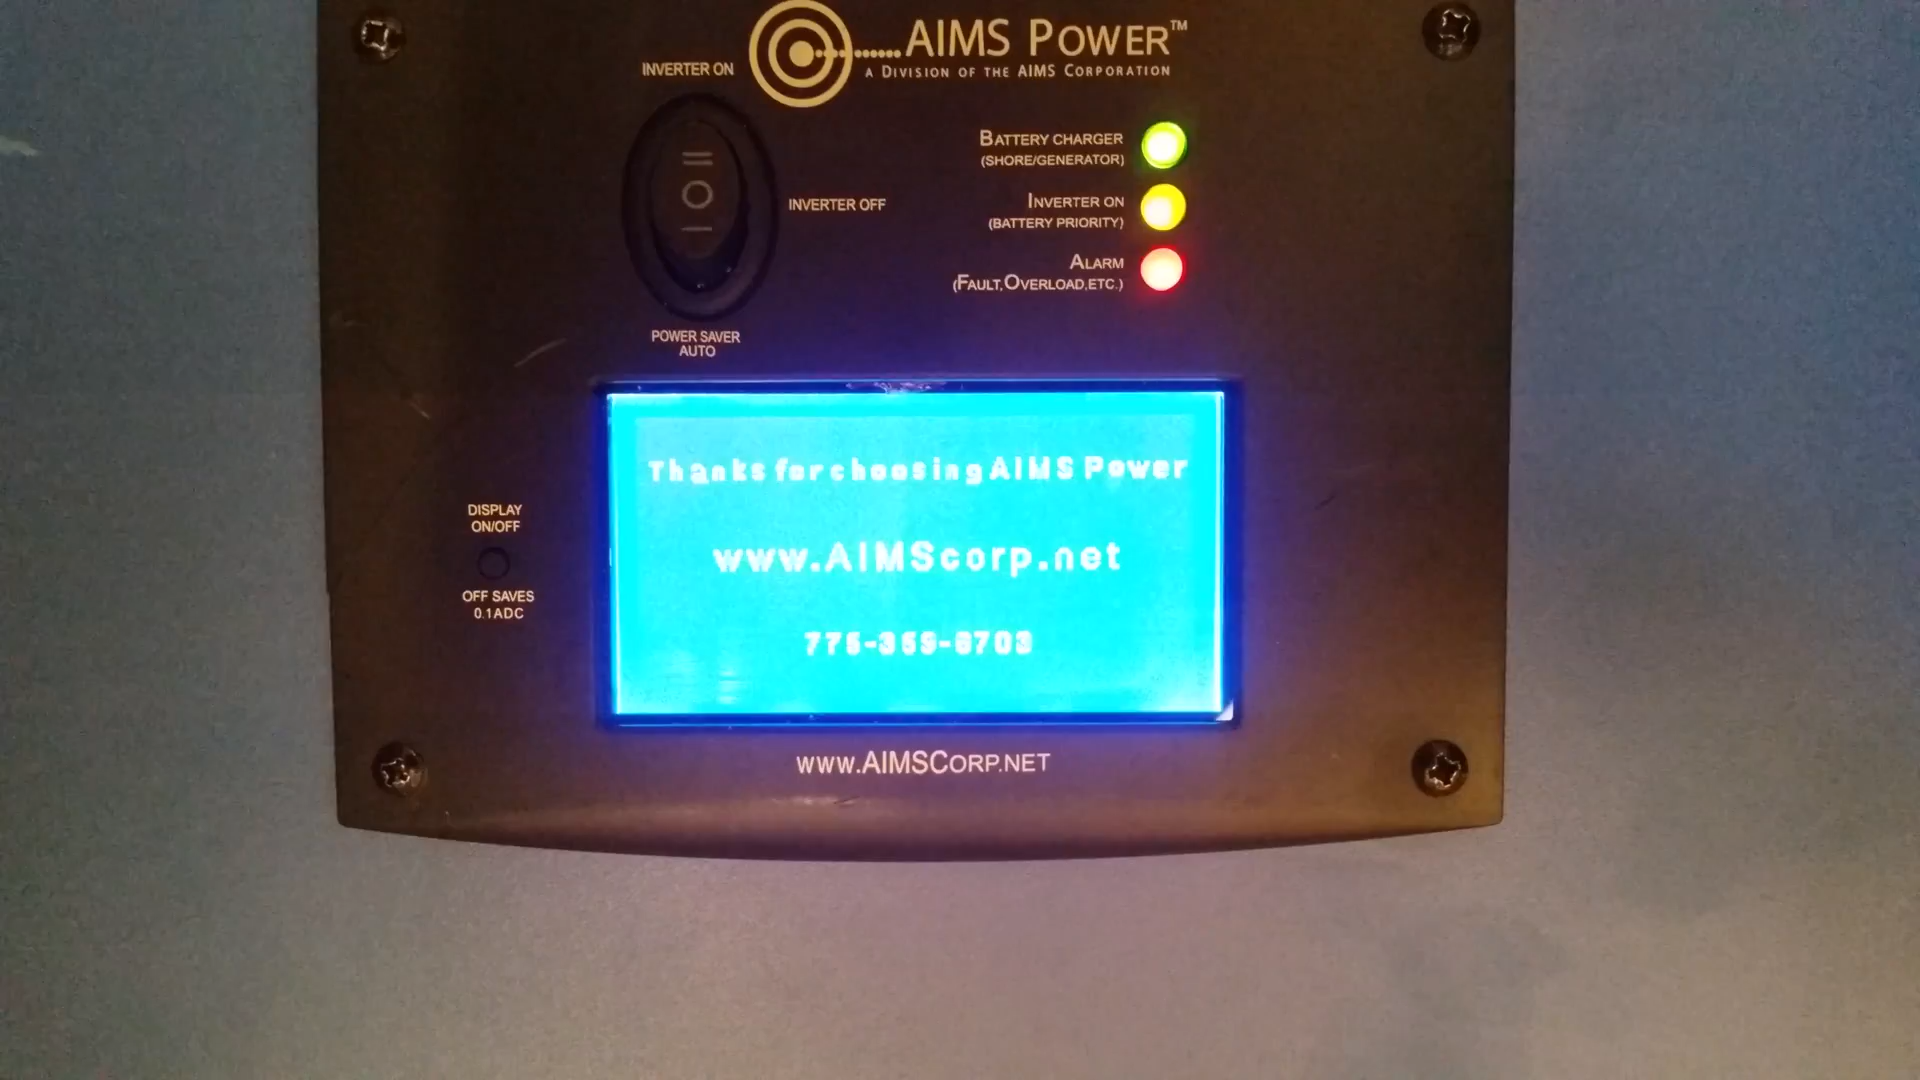 AIMS POWER™
A DIVISION OF THE AIMS CORPORATION
INVERTER ON
INVERTER OFF
POWER SAVER
AUTO
BATTERY CHARGER
(SHORE/GENERATOR)
INVERTER ON
(BATTERY PRIORITY)
ALARM
(FAULT,OVERLOAD,ETC.)
DISPLAY
ON/OFF
OFF SAVES
0.1ADC
Thanks for choosing AIMS Power
www.AIMScorp.net
775-359-6703
WWW.AIMSCORP.NET